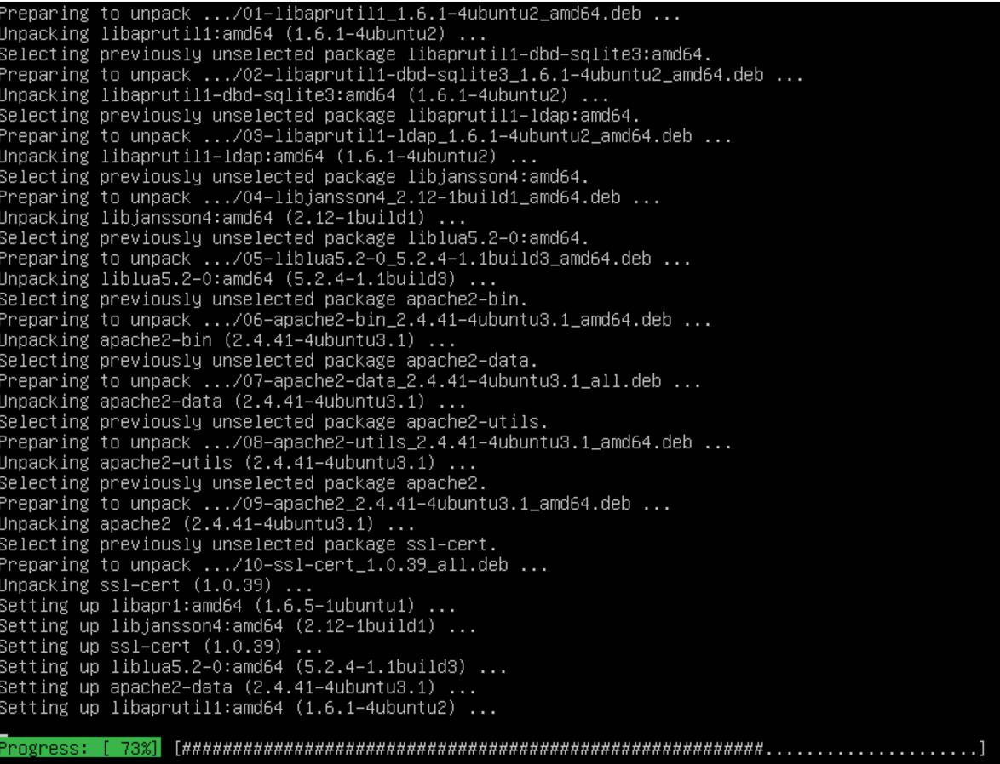 Preparing to unpack .../01-libaprutil1_1.6.1-4ubuntu2_amd64.deb ...
Unpacking libaprutil1:amd64 (1.6.1-4ubuntu2) ...
Selecting previously unselected package libaprutil1-dbd-sqlite3:amd64.
Preparing to unpack .../02-libaprutil1-dbd-sqlite3_1.6.1-4ubuntu2_amd64.deb ...
Unpacking libaprutil1-dbd-sqlite3:amd64 (1.6.1-4ubuntu2) ...
Selecting previously unselected package libaprutil1-ldap:amd64.
Preparing to unpack .../03-libaprutil1-ldap_1.6.1-4ubuntu2_amd64.deb ...
Unpacking libaprutil1-ldap:amd64 (1.6.1-4ubuntu2) ...
Selecting previously unselected package libjansson4:amd64.
Preparing to unpack .../04-libjansson4_2.12-1build1_amd64.deb ...
Unpacking libjansson4:amd64 (2.12-1build1) ...
Selecting previously unselected package liblua5.2-0:amd64.
Preparing to unpack .../05-liblua5.2-0_5.2.4-1.1build3_amd64.deb ...
Unpacking liblua5.2-0:amd64 (5.2.4-1.1build3) ...
Selecting previously unselected package apache2-bin.
Preparing to unpack .../06-apache2-bin_2.4.41-4ubuntu3.1_amd64.deb ...
Unpacking apache2-bin (2.4.41-4ubuntu3.1) ...
Selecting previously unselected package apache2-data.
Preparing to unpack .../07-apache2-data_2.4.41-4ubuntu3.1_all.deb ...
Unpacking apache2-data (2.4.41-4ubuntu3.1) ...
Selecting previously unselected package apache2-utils.
Preparing to unpack .../08-apache2-utils_2.4.41-4ubuntu3.1_amd64.deb ...
Unpacking apache2-utils (2.4.41-4ubuntu3.1) ...
Selecting previously unselected package apache2.
Preparing to unpack .../09-apache2_2.4.41-4ubuntu3.1_amd64.deb ...
Unpacking apache2 (2.4.41-4ubuntu3.1) ...
Selecting previously unselected package ssl-cert.
Preparing to unpack .../10-ssl-cert_1.0.39_all.deb ...
Unpacking ssl-cert (1.0.39) ...
Setting up libapr1:amd64 (1.6.5-1ubuntu1) ...
Setting up libjansson4:amd64 (2.12-1build1) ...
Setting up ssl-cert (1.0.39) ...
Setting up liblua5.2-0:amd64 (5.2.4-1.1build3) ...
Setting up apache2-data (2.4.41-4ubuntu3.1) ...
Setting up libaprutil1:amd64 (1.6.1-4ubuntu2) ...
Progress: [ 73%] [##########################################################.....................]